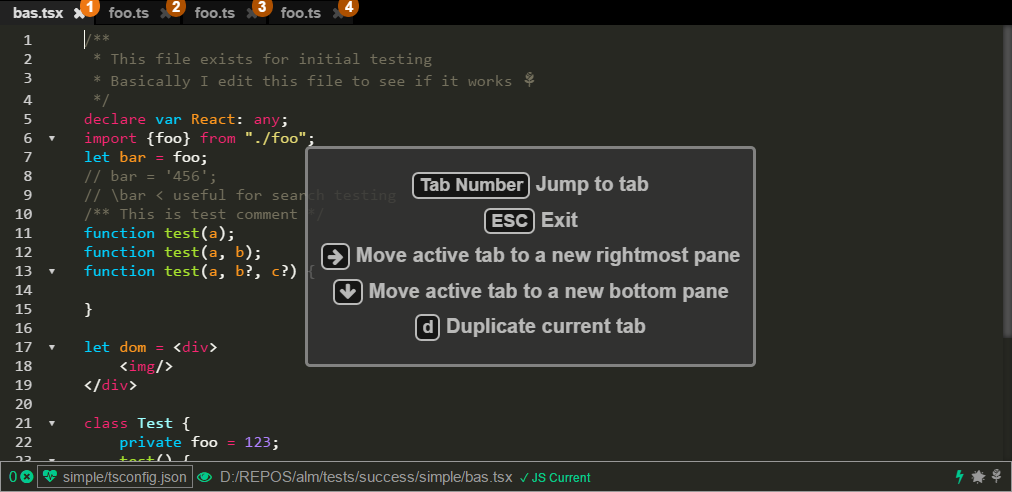 bas.tsx 1 foo.ts 2 foo.ts 3 foo.ts 4
1 /**
2 * This file exists for initial testing
3 * Basically I edit this file to see if it works
4 */
5 declare var React: any;
6 import {foo} from "./foo";
7 let bar = foo;
8 // bar = '456';
9 // \bar < useful for search testing
10 /** This is test comment */
11 function test(a);
12 function test(a, b);
13 function test(a, b?, c?) {
14
15 }
16
17 let dom = <div>
18 <img/>
19 </div>
20
21 class Test {
22 private foo = 123;
23 test() {
Tab Number Jump to tab
ESC Exit
Move active tab to a new rightmost pane
Move active tab to a new bottom pane
d Duplicate current tab
0 simple/tsconfig.json D:/REPOS/alm/tests/success/simple/bas.tsx ✓JS Current